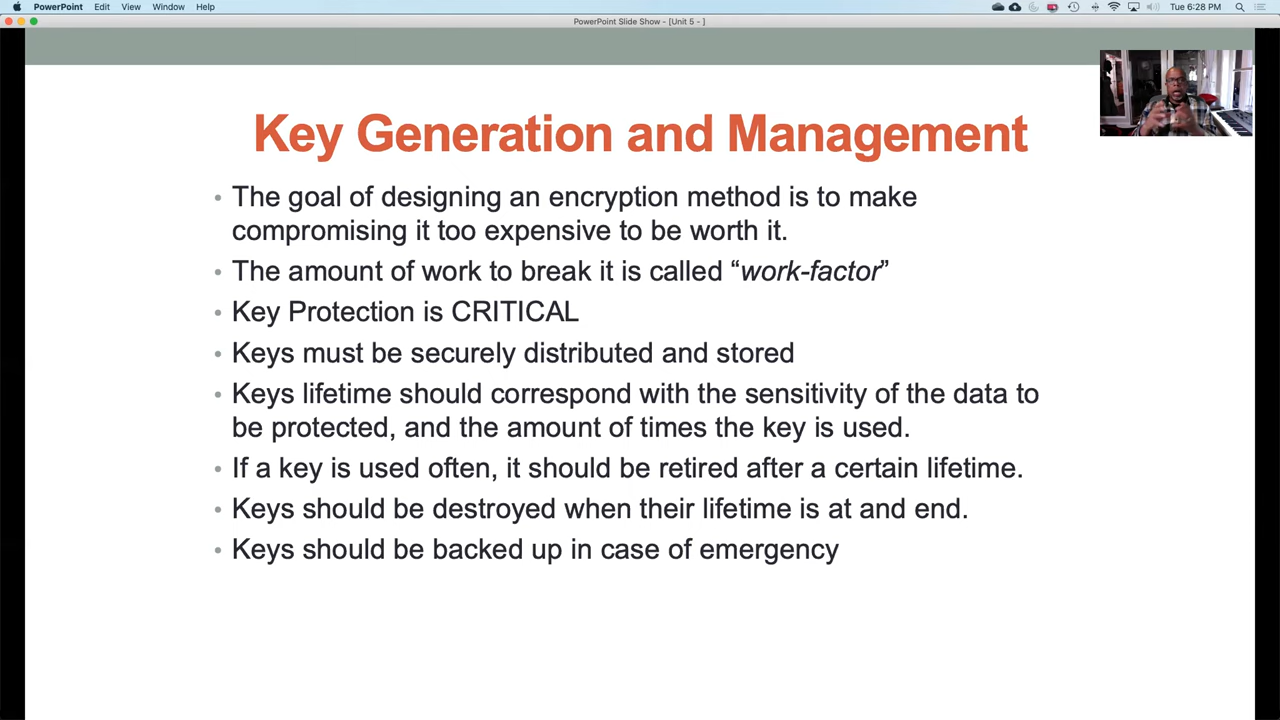 PowerPoint Edit View Window Help Tue 6:28 PM
PowerPoint Slide Show - [Unit 5 - ]
Key Generation and Management
• The goal of designing an encryption method is to make
compromising it too expensive to be worth it.
• The amount of work to break it is called “work-factor”
• Key Protection is CRITICAL
• Keys must be securely distributed and stored
• Keys lifetime should correspond with the sensitivity of the data to
be protected, and the amount of times the key is used.
• If a key is used often, it should be retired after a certain lifetime.
• Keys should be destroyed when their lifetime is at and end.
• Keys should be backed up in case of emergency